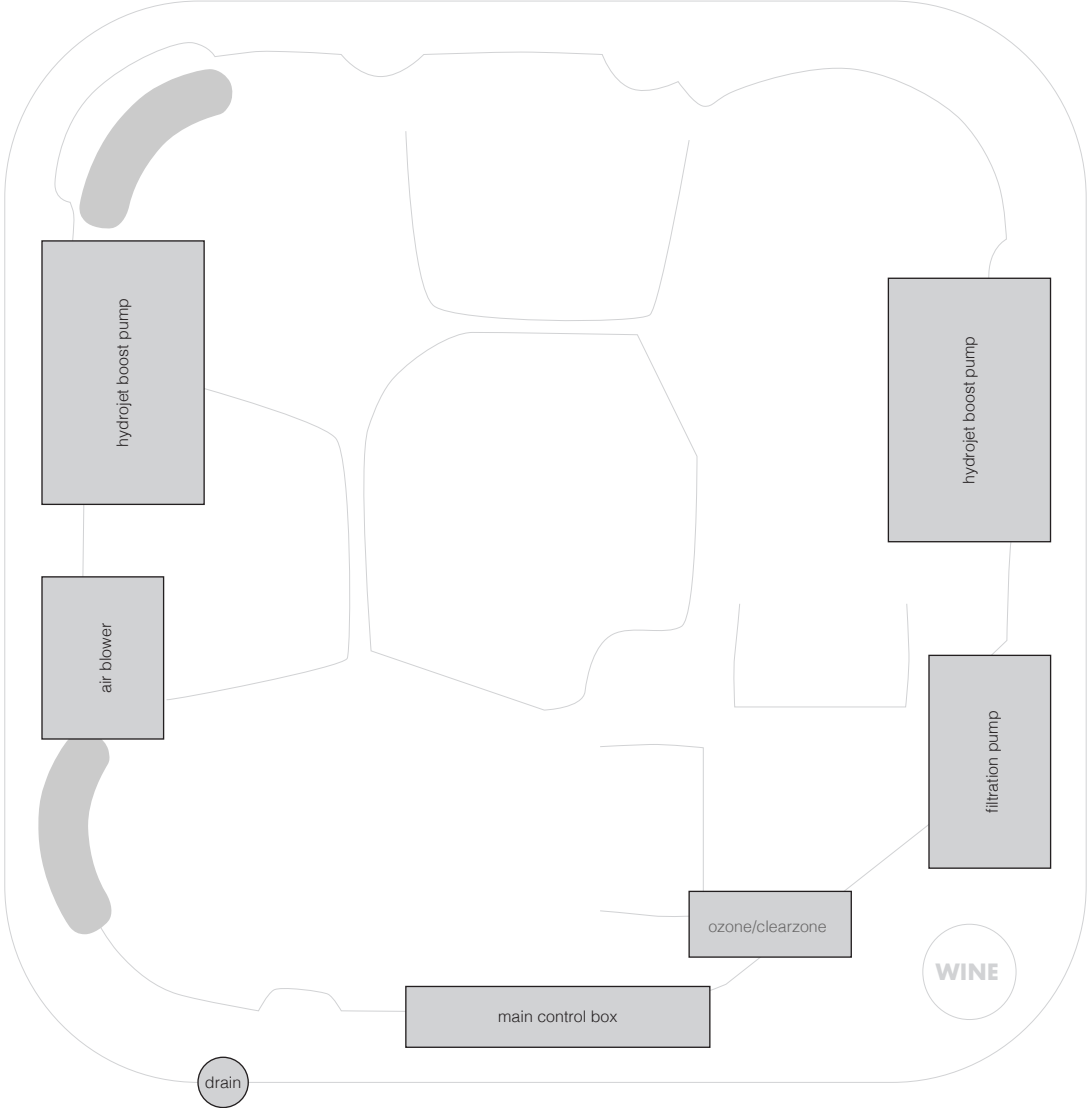 hydrojet boost pump
hydrojet boost pump
air blower
filtration pump
ozone/clearzone
WINE
main control box
drain